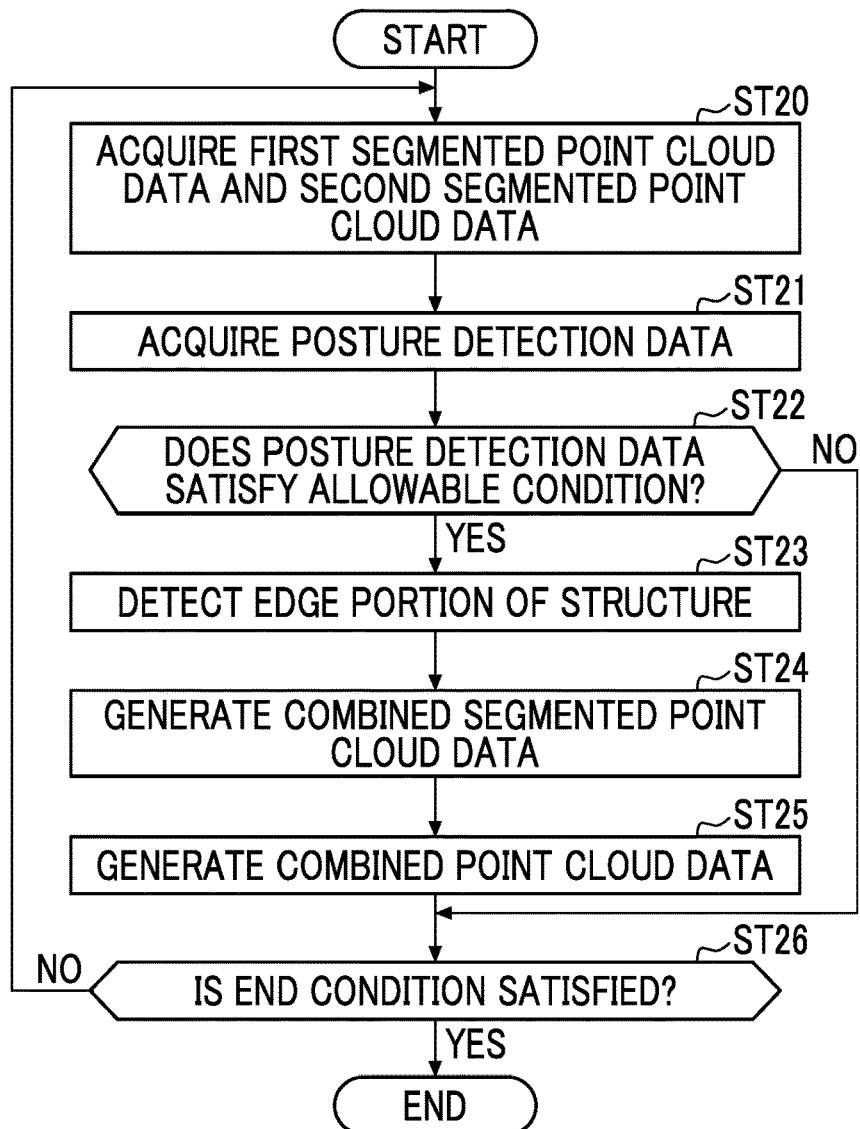 START
ST20
ACQUIRE FIRST SEGMENTED POINT CLOUD
DATA AND SECOND SEGMENTED POINT
CLOUD DATA
ST21
ACQUIRE POSTURE DETECTION DATA
ST22
DOES POSTURE DETECTION DATA
SATISFY ALLOWABLE CONDITION?
NO
YES
ST23
DETECT EDGE PORTION OF STRUCTURE
ST24
GENERATE COMBINED SEGMENTED POINT
CLOUD DATA
ST25
GENERATE COMBINED POINT CLOUD DATA
ST26
NO
IS END CONDITION SATISFIED?
YES
END